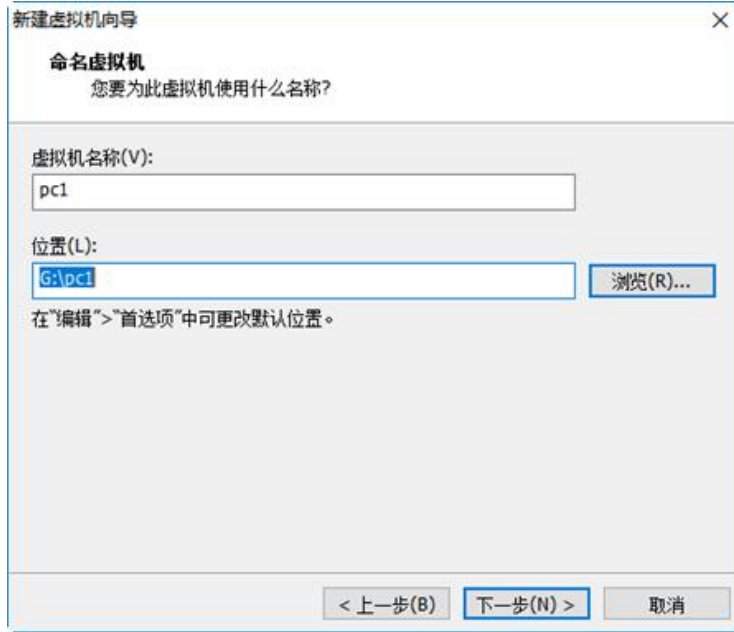 新建虚拟机向导
命名虚拟机
您要为此虚拟机使用什么名称?
虚拟机名称(V):
pc1
位置(L):
G:\pc1
浏览(R)...
在"编辑">"首选项"中可更改默认位置。
< 上一步(B) 下一步(N) > 取消